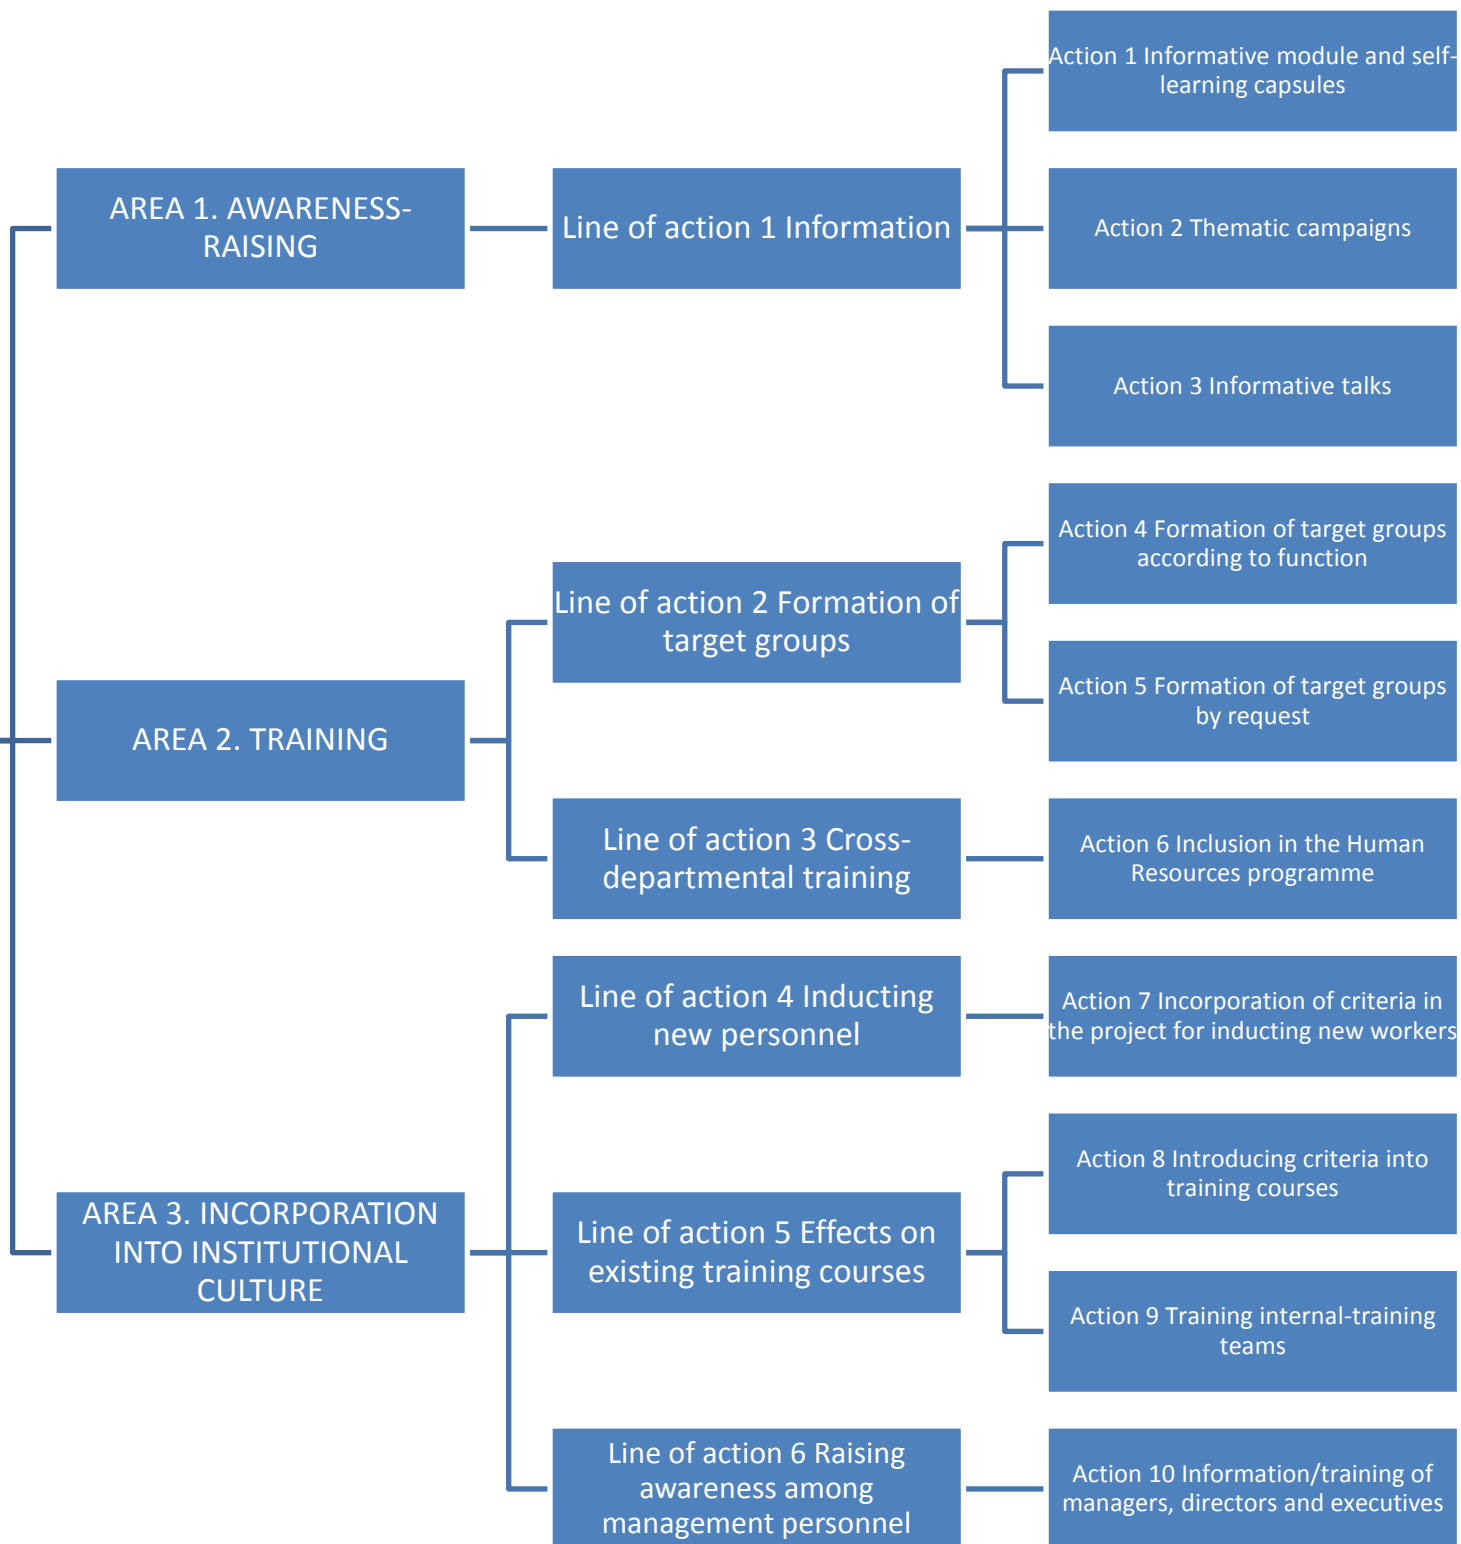 AREA 1. AWARENESS-
RAISING
Line of action 1 Information
Action 1 Informative module and self-
learning capsules
Action 2 Thematic campaigns
Action 3 Informative talks
AREA 2. TRAINING
Line of action 2 Formation of
target groups
Action 4 Formation of target groups
according to function
Action 5 Formation of target groups
by request
Line of action 3 Cross-
departmental training
Action 6 Inclusion in the Human
Resources programme
AREA 3. INCORPORATION
INTO INSTITUTIONAL
CULTURE
Line of action 4 Inducting
new personnel
Action 7 Incorporation of criteria in
the project for inducting new workers
Line of action 5 Effects on
existing training courses
Action 8 Introducing criteria into
training courses
Action 9 Training internal-training
teams
Line of action 6 Raising
awareness among
management personnel
Action 10 Information/training of
managers, directors and executives